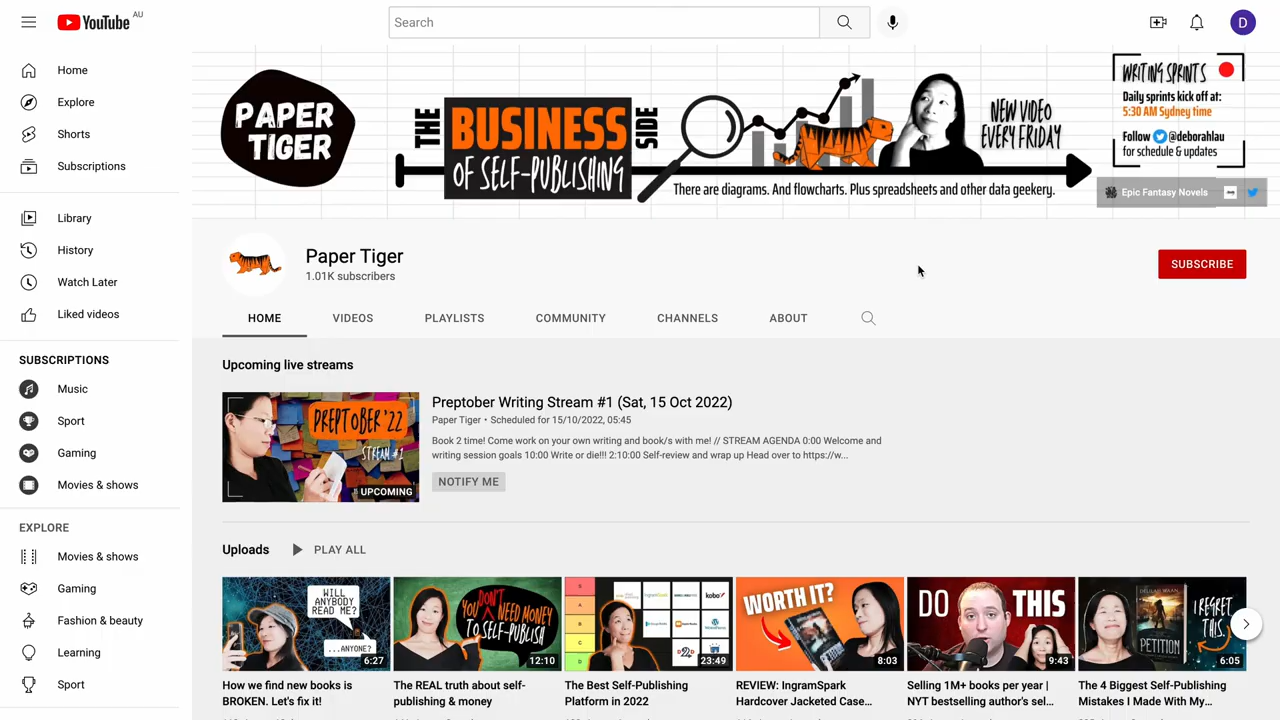 YouTube AU
Search
D
Home
Explore
Shorts
Subscriptions
Library
History
Watch Later
Liked videos
SUBSCRIPTIONS
Music
Sport
Gaming
Movies & shows
EXPLORE
Movies & shows
Gaming
Fashion & beauty
Learning
Sport
PAPER
TIGER
THE BUSINESS SIDE
OF SELF-PUBLISHING
NEW VIDEO
EVERY FRIDAY
There are diagrams. And flowcharts. Plus spreadsheets and other data geekery.
WRITING SPRINTS
Daily sprints kick off at:
5:30 AM Sydney time
Follow @deborahlau
for schedule & updates
Epic Fantasy Novels
Paper Tiger
1.01K subscribers
SUBSCRIBE
HOME VIDEOS PLAYLISTS COMMUNITY CHANNELS ABOUT
Upcoming live streams
PREPTOBER '22
STREAM #1
UPCOMING
Preptober Writing Stream #1 (Sat, 15 Oct 2022)
Paper Tiger • Scheduled for 15/10/2022, 05:45
Book 2 time! Come work on your own writing and book/s with me! // STREAM AGENDA 0:00 Welcome and
writing session goals 10:00 Write or die!!! 2:10:00 Self-review and wrap up Head over to https://w...
NOTIFY ME
Uploads PLAY ALL
WILL
ANYBODY
READ ME?
...ANYONE?
6:27
How we find new books is
BROKEN. Let's fix it!
YOU DON'T NEED MONEY
TO SELF-PUBLISH
12:10
The REAL truth about self-
publishing & money
A
B
C
D
kobo
D2D
23:49
The Best Self-Publishing
Platform in 2022
WORTH IT?
8:03
REVIEW: IngramSpark
Hardcover Jacketed Case...
DO THIS
9:43
Selling 1M+ books per year |
NYT bestselling author's sel...
DELILAH WAAN
PETITION
I REGRET
THIS.
6:05
The 4 Biggest Self-Publishing
Mistakes I Made With My...